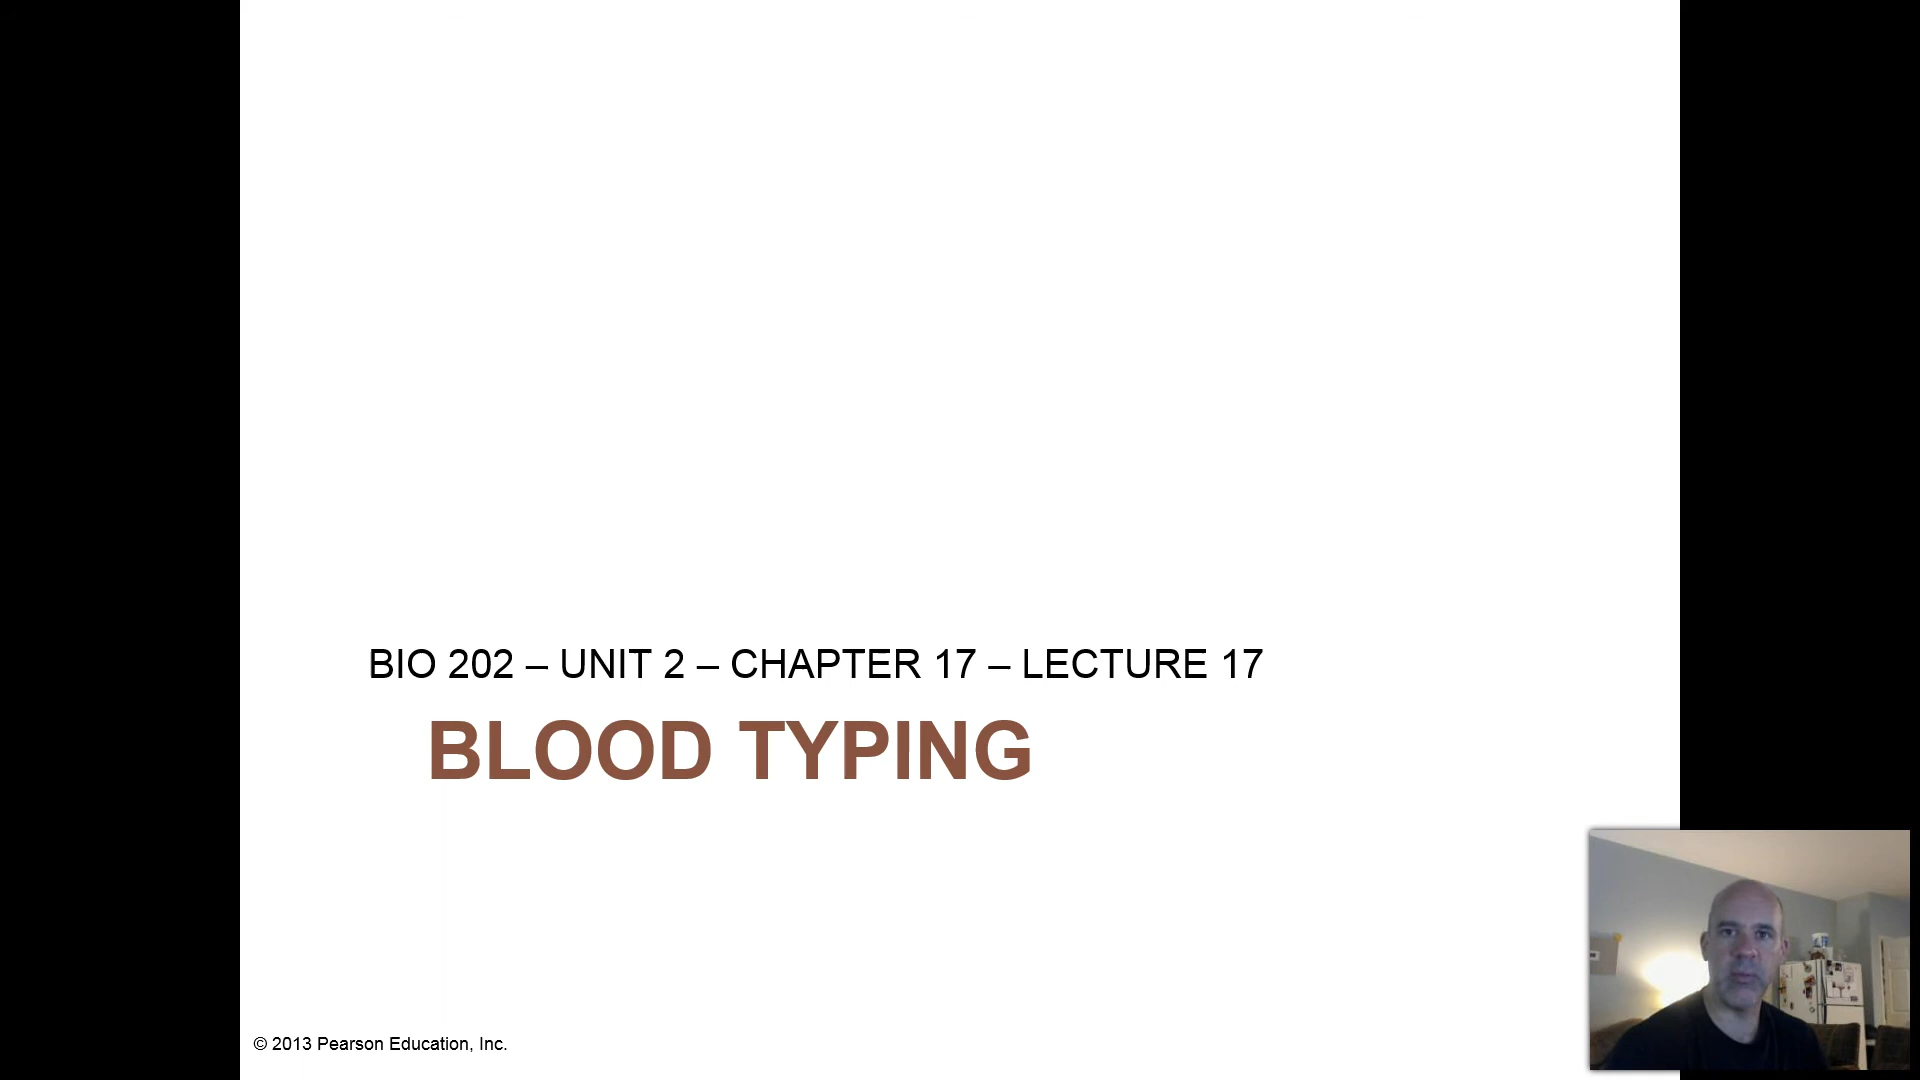 BIO 202 – UNIT 2 – CHAPTER 17 – LECTURE 17
BLOOD TYPING
© 2013 Pearson Education, Inc.